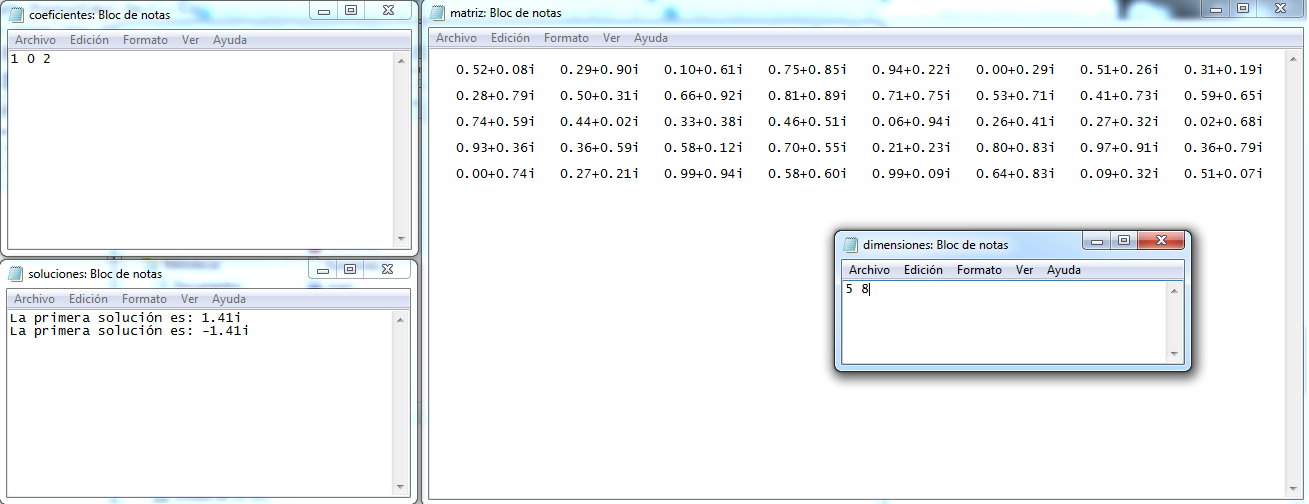 coeficientes: Bloc de notas
Archivo Edición Formato Ver Ayuda
1 0 2
soluciones: Bloc de notas
Archivo Edición Formato Ver Ayuda
La primera solución es: 1.41i
La primera solución es: -1.41i
matriz: Bloc de notas
Archivo Edición Formato Ver Ayuda
0.52+0.08i 0.29+0.90i 0.10+0.61i 0.75+0.85i 0.94+0.22i 0.00+0.29i 0.51+0.26i 0.31+0.19i
0.28+0.79i 0.50+0.31i 0.66+0.92i 0.81+0.89i 0.71+0.75i 0.53+0.71i 0.41+0.73i 0.59+0.65i
0.74+0.59i 0.44+0.02i 0.33+0.38i 0.46+0.51i 0.06+0.94i 0.26+0.41i 0.27+0.32i 0.02+0.68i
0.93+0.36i 0.36+0.59i 0.58+0.12i 0.70+0.55i 0.21+0.23i 0.80+0.83i 0.97+0.91i 0.36+0.79i
0.00+0.74i 0.27+0.21i 0.99+0.94i 0.58+0.60i 0.99+0.09i 0.64+0.83i 0.09+0.32i 0.51+0.07i
dimensiones: Bloc de notas
Archivo Edición Formato Ver Ayuda
5 8